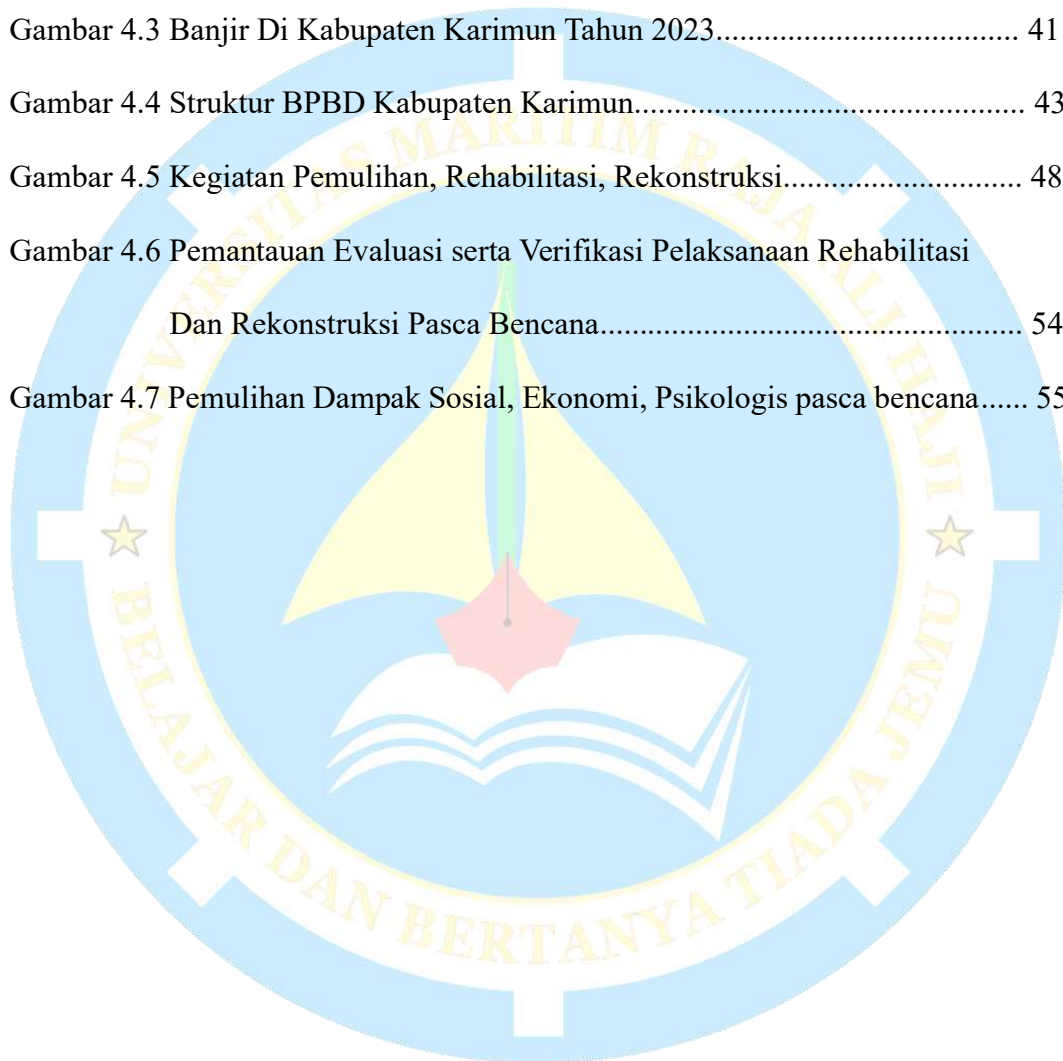 Gambar 4.3 Banjir Di Kabupaten Karimun Tahun 2023................................... 41
Gambar 4.4 Struktur BPBD Kabupaten Karimun............................................ 43
Gambar 4.5 Kegiatan Pemulihan, Rehabilitasi, Rekonstruksi........................... 48
Gambar 4.6 Pemantauan Evaluasi serta Verifikasi Pelaksanaan Rehabilitasi
Dan Rekonstruksi Pasca Bencana............................................... 54
Gambar 4.7 Pemulihan Dampak Sosial, Ekonomi, Psikologis pasca bencana...... 55
UNIVERSITAS MARITIM RAJA ALI HAJI
BELAJAR DAN BERTANYA TIADA JEMU